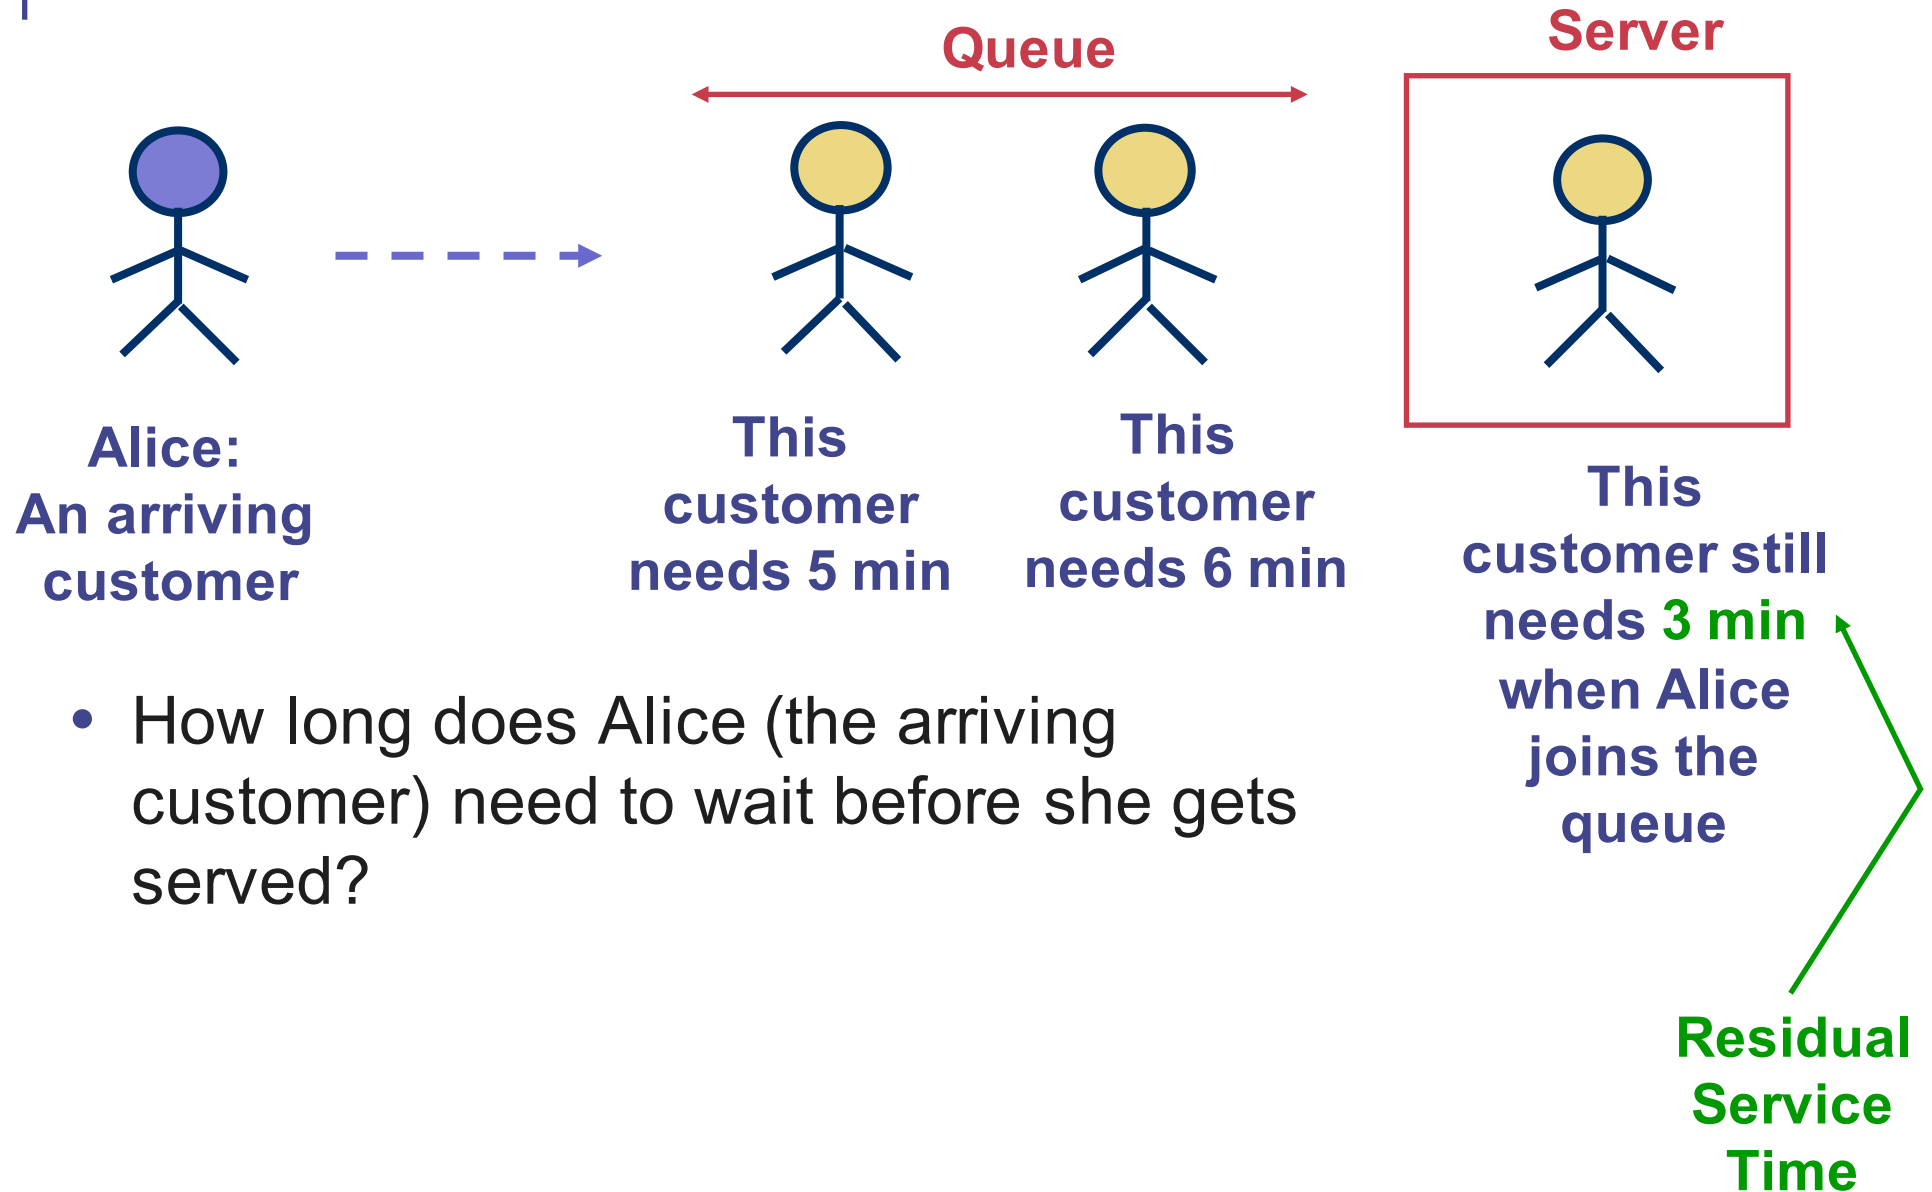 Queue
Server
Alice:
An arriving
customer
This
customer
needs 5 min
This
customer
needs 6 min
This
customer still
needs 3 min
when Alice
joins the
queue
• How long does Alice (the arriving
customer) need to wait before she gets
served?
Residual
Service
Time